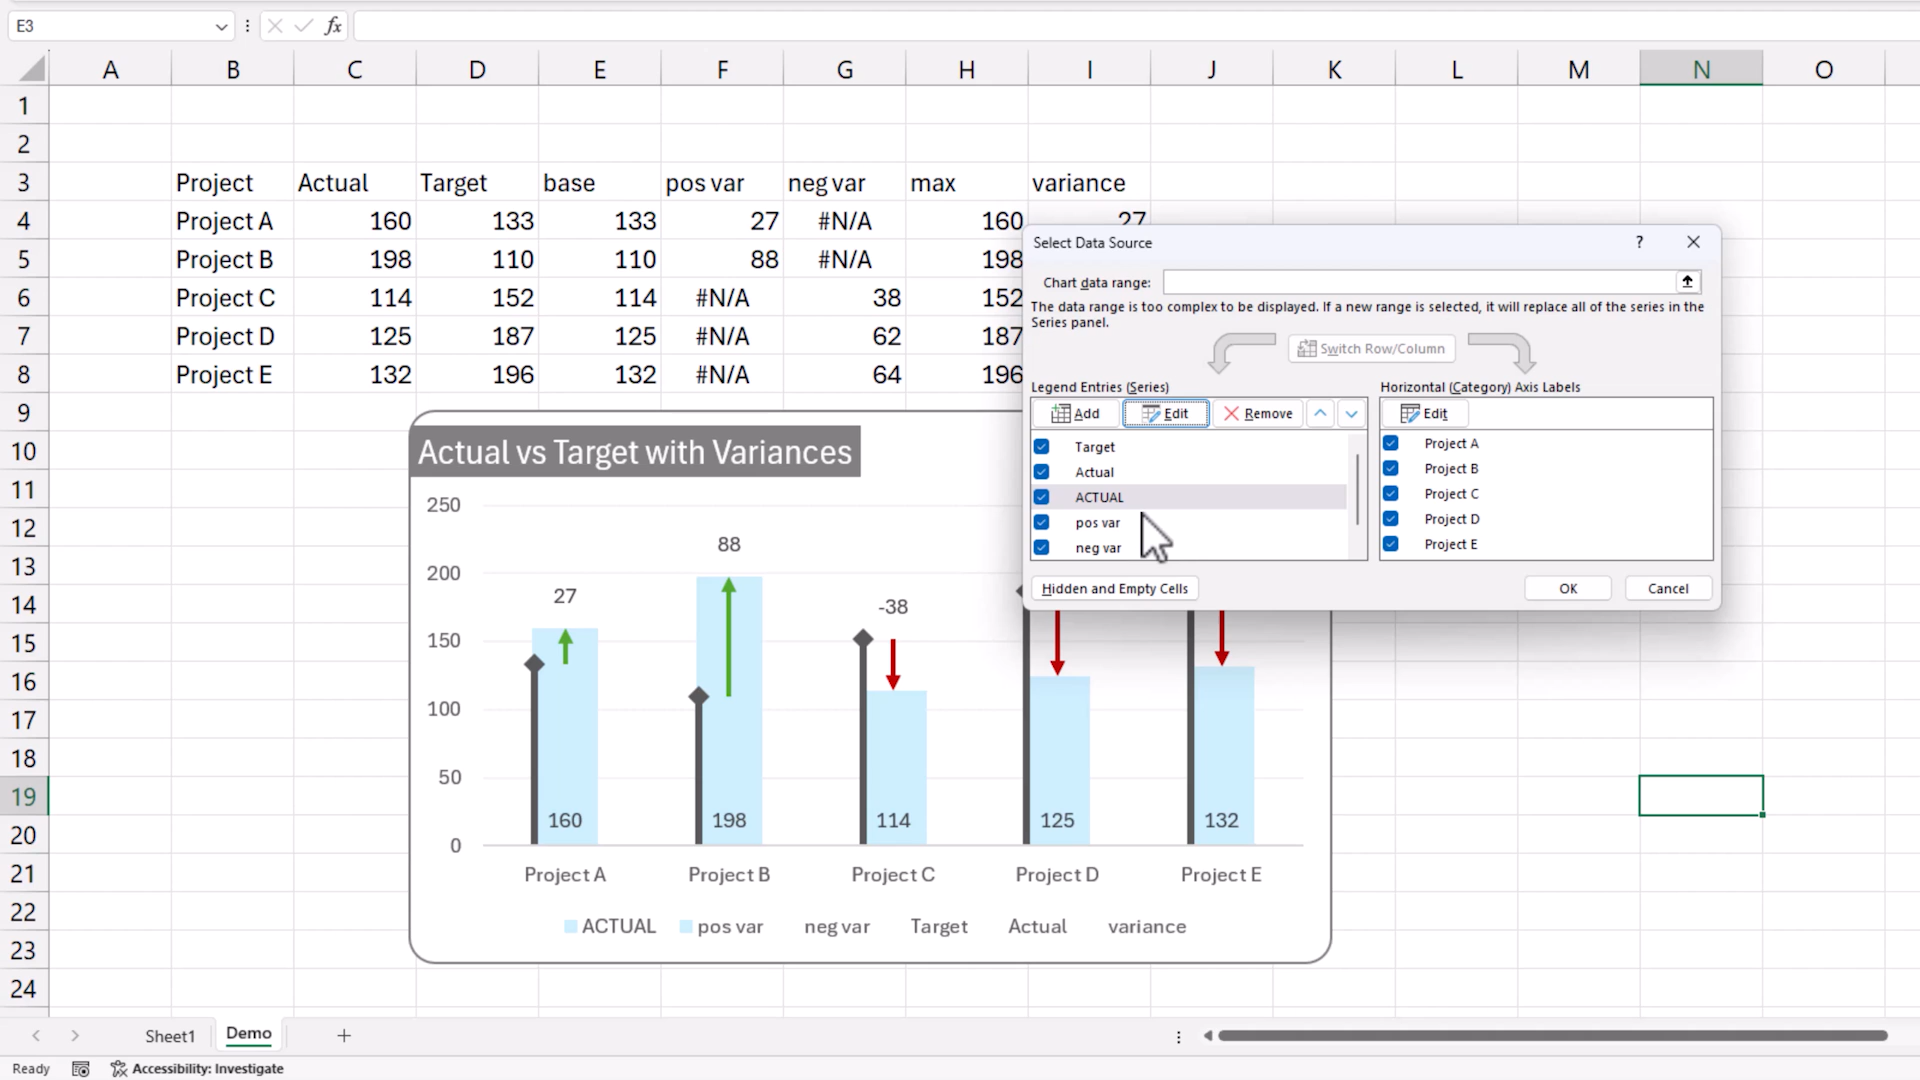 E3
fx
A B C D E F G H I J K L M N O
1
2
3 Project Actual Target base pos var neg var max variance
4 Project A 160 133 133 27 #N/A 160 27
5 Project B 198 110 110 88 #N/A 198
6 Project C 114 152 114 #N/A 38 152
7 Project D 125 187 125 #N/A 62 187
8 Project E 132 196 132 #N/A 64 196
9
10
11
12
13
14
15
16
17
18
19
20
21
22
23
24
Select Data Source ?
Chart data range:
The data range is too complex to be displayed. If a new range is selected, it will replace all of the series in the
Series panel.
Switch Row/Column
Legend Entries (Series)
Add Edit Remove
Target
Actual
ACTUAL
pos var
neg var
Horizontal (Category) Axis Labels
Edit
Project A
Project B
Project C
Project D
Project E
Hidden and Empty Cells OK Cancel
Actual vs Target with Variances
250
200
150
100
50
0
27 88 -38
160 198 114 125 132
Project A Project B Project C Project D Project E
ACTUAL pos var neg var Target Actual variance
Sheet1 Demo +
Ready Accessibility: Investigate